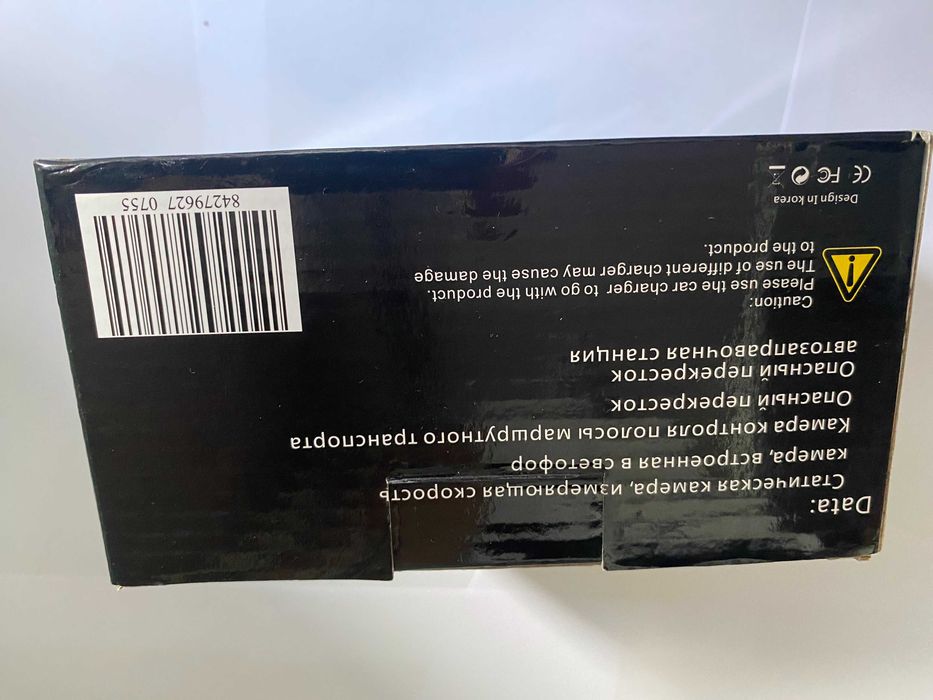 Data:
Статическая камера, измеряющая скорость
камера, встроенная в светофор
Камера контроля полосы маршрутного транспорта
Опасный перекресток
Опасный перекресток
автозаправочная станция
Caution:
Please use the car charger to go with the product.
The use of different charger may cause the damage
to the product.
Design In korea
CE FC
84279627 0755